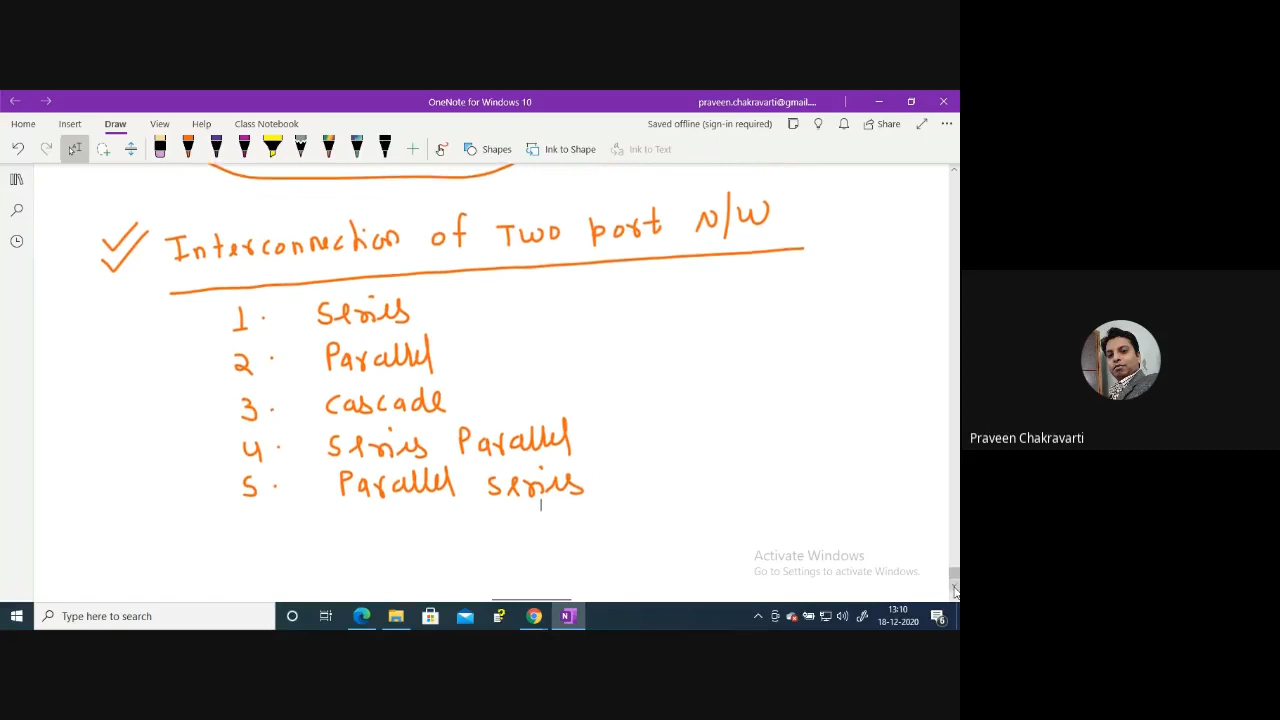 OneNote for Windows 10
praveen.chakravarti@gmail....
Home Insert Draw View Help Class Notebook
Saved offline (sign-in required)
Share
Shapes
Ink to Shape
Ink to Text
Interconnection of Two port N/W
1. Series
2. Parallel
3. Cascade
4. Series Parallel
5. Parallel series
Praveen Chakravarti
Activate Windows
Go to Settings to activate Windows.
Type here to search
13:10
18-12-2020
6